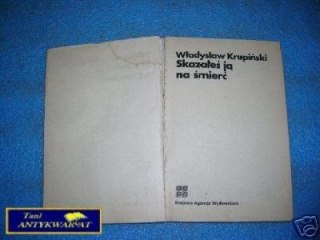 Władysław Krupiński
Skazałeś ją
na śmierć
Krajowa Agencja Wydawnicza
Tani
ANTYKWARIAT